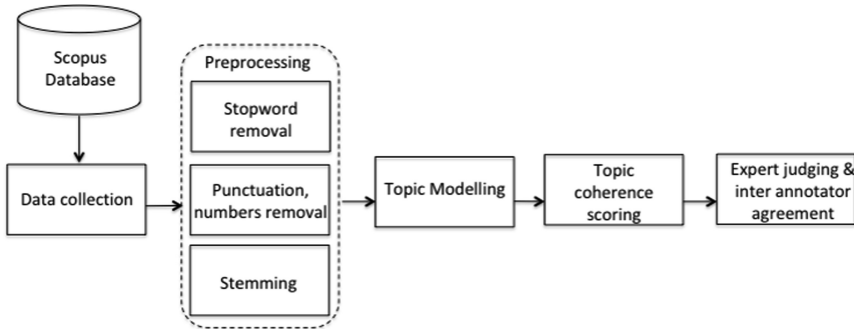 Scopus
Database
Data collection
Preprocessing
Stopword
removal
Punctuation,
numbers removal
Stemming
Topic Modelling
Topic
coherence
scoring
Expert judging &
inter annotator
agreement